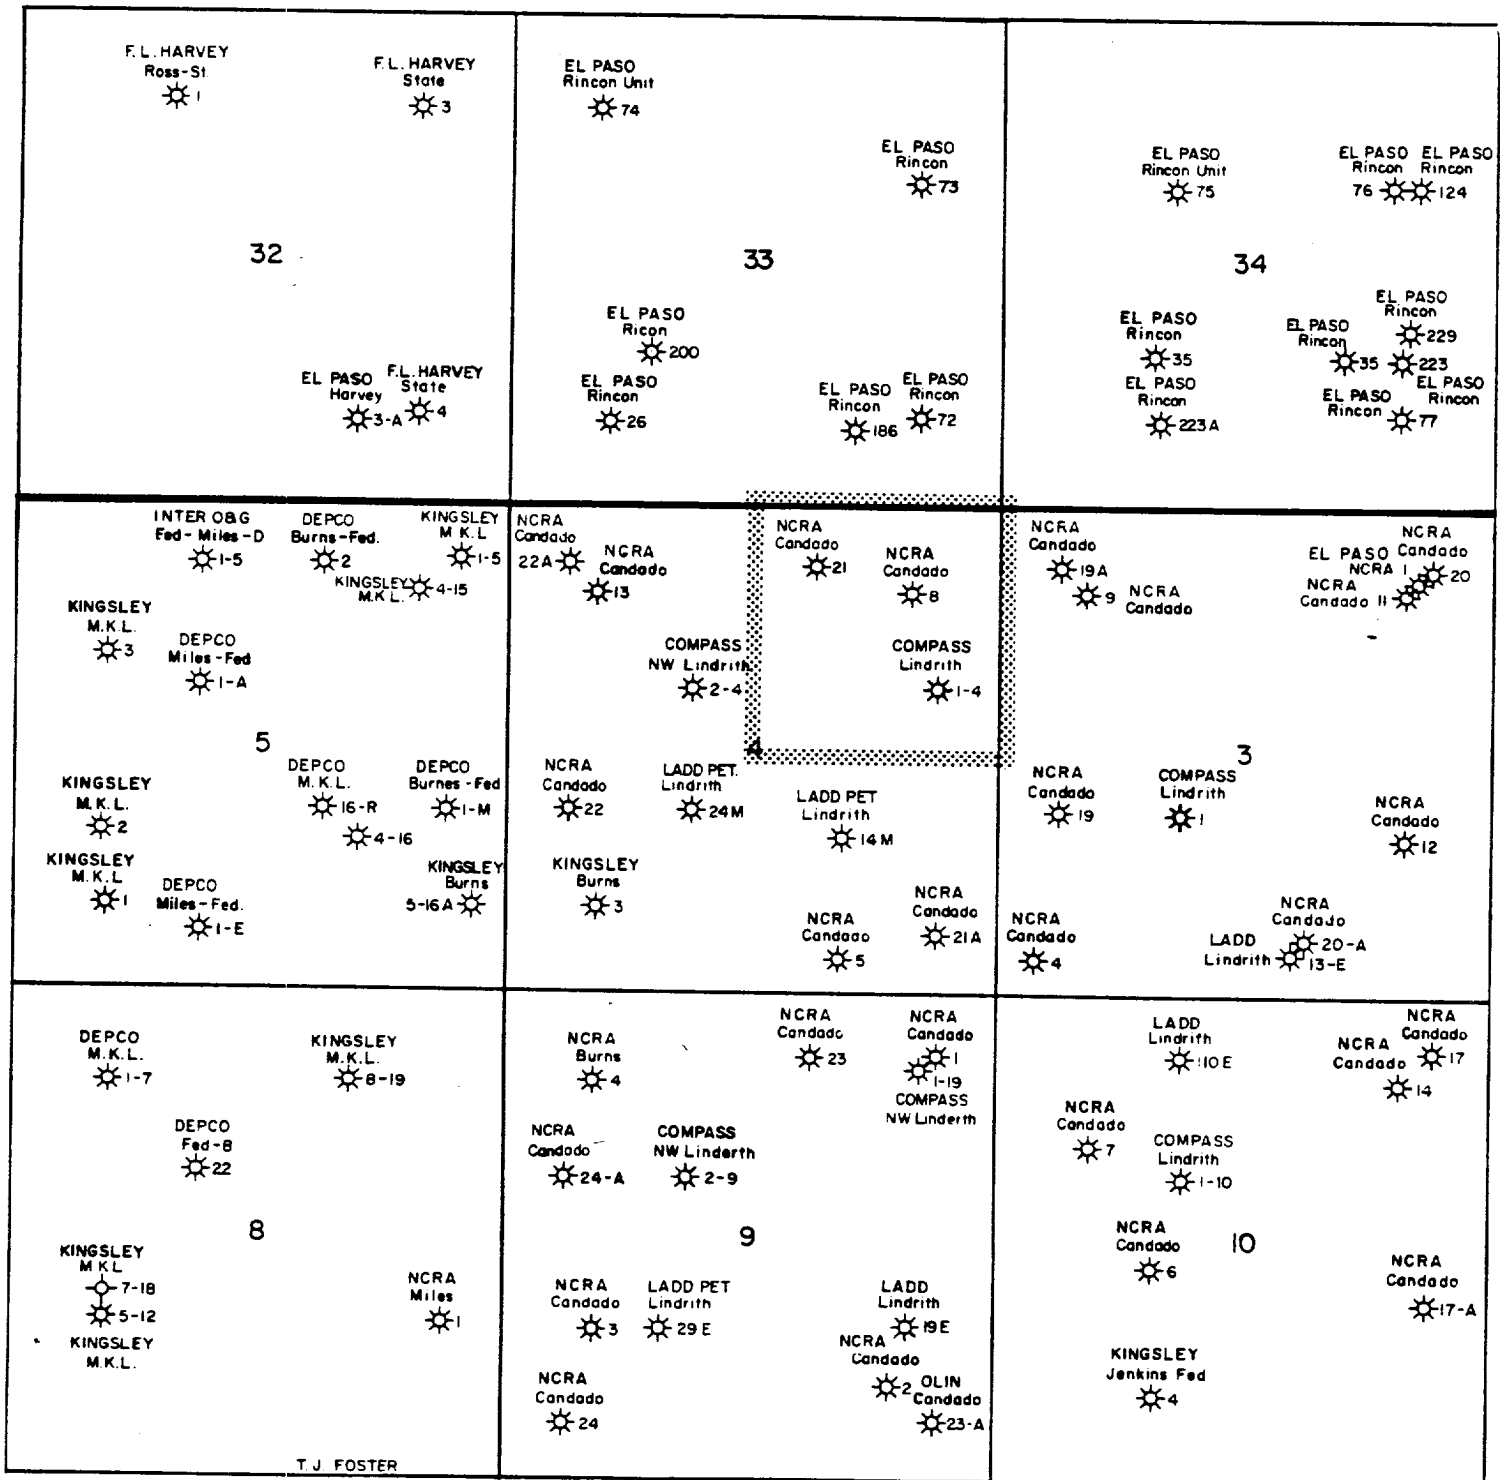 F.L. HARVEY
Ross-St.
1
F.L. HARVEY
State
3
32
EL PASO
Harvey
3-A
F.L. HARVEY
State
4
EL PASO
Rincon Unit
74
EL PASO
Rincon
73
33
EL PASO
Ricon
200
EL PASO
Rincon
26
EL PASO
Rincon
186
EL PASO
Rincon
72
EL PASO
Rincon Unit
75
EL PASO
Rincon
76
EL PASO
Rincon
124
34
EL PASO
Rincon
35
EL PASO
Rincon
223A
EL PASO
Rincon
35
EL PASO
Rincon
229
223
EL PASO
Rincon
EL PASO
Rincon
77
INTER O&G
Fed-Miles-D
1-5
DEPCO
Burns-Fed.
2
KINGSLEY
M K L
1-5
KINGSLEY
M.K.L.
4-15
KINGSLEY
M.K.L.
3
DEPCO
Miles-Fed
1-A
5
KINGSLEY
M.K.L.
2
DEPCO
M.K.L.
16-R
4-16
DEPCO
Burnes-Fed
1-M
KINGSLEY
M.K.L
1
DEPCO
Miles-Fed.
1-E
KINGSLEY
Burns
5-16A
NCRA
Candado
22A
NCRA
Candado
13
NCRA
Candado
21
NCRA
Candado
8
COMPASS
NW Lindrith
2-4
COMPASS
Lindrith
1-4
4
NCRA
Candado
22
LADD PET.
Lindrith
24M
LADD PET
Lindrith
14M
KINGSLEY
Burns
3
NCRA
Candado
5
NCRA
Candado
21A
NCRA
Candado
19A
9
NCRA
Candado
NCRA
Candado
20
EL PASO
NCRA 1
NCRA
Candado 11
3
NCRA
Candado
19
COMPASS
Lindrith
1
NCRA
Candado
12
NCRA
Candado
4
NCRA
Candado
20-A
LADD
Lindrith
13-E
DEPCO
M.K.L.
1-7
KINGSLEY
M.K.L.
8-19
DEPCO
Fed-8
22
8
KINGSLEY
M K L
7-18
5-12
KINGSLEY
M.K.L.
NCRA
Miles
1
T. J. FOSTER
NCRA
Burns
4
NCRA
Candado
23
NCRA
Candado
1
1-19
COMPASS
NW Linderth
NCRA
Candado
24-A
COMPASS
NW Linderth
2-9
9
NCRA
Candado
3
LADD PET
Lindrith
29E
LADD
Lindrith
19E
NCRA
Candado
2
OLIN
Candado
23-A
NCRA
Candado
24
LADD
Lindrith
110E
NCRA
Candado
17
NCRA
Candado
14
NCRA
Candado
7
COMPASS
Lindrith
1-10
NCRA
Candado
6
10
NCRA
Candado
17-A
KINGSLEY
Jenkins Fed
4